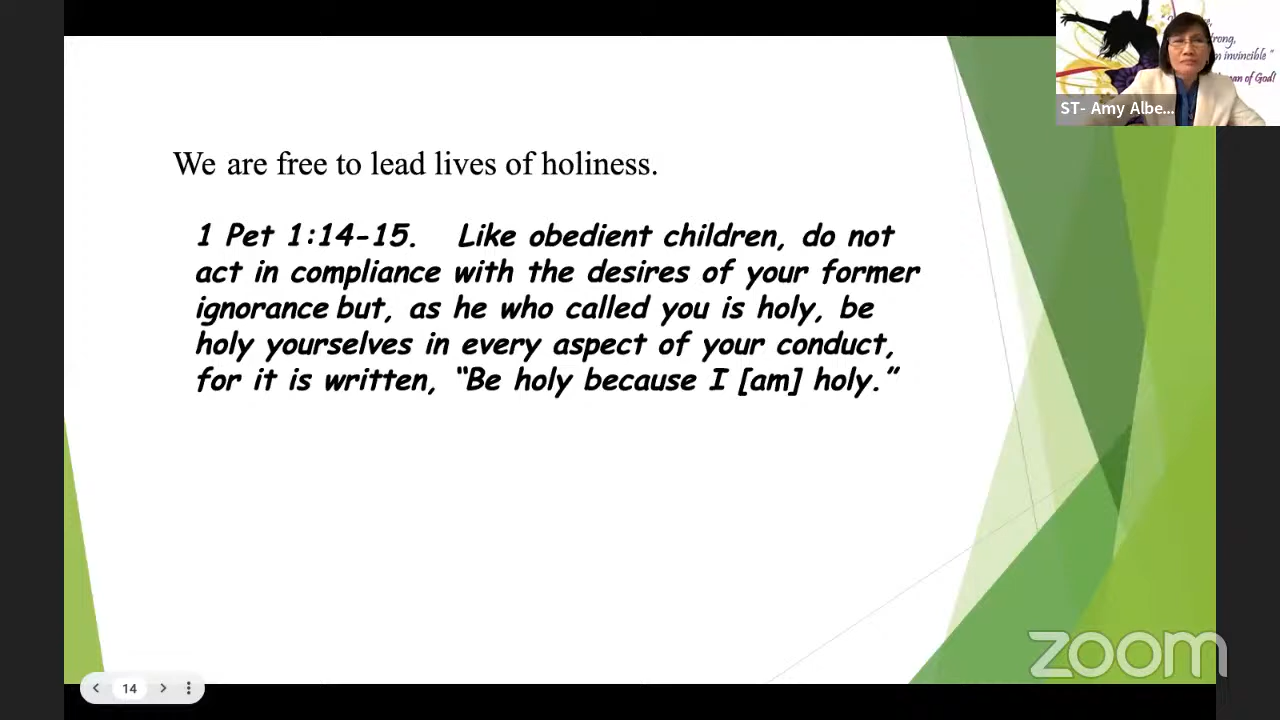 We are free to lead lives of holiness.
1 Pet 1:14-15. Like obedient children, do not
act in compliance with the desires of your former
ignorance but, as he who called you is holy, be
holy yourselves in every aspect of your conduct,
for it is written, “Be holy because I [am] holy.”
invincible”
of God!
ST- Amy Albe...
zoom
14